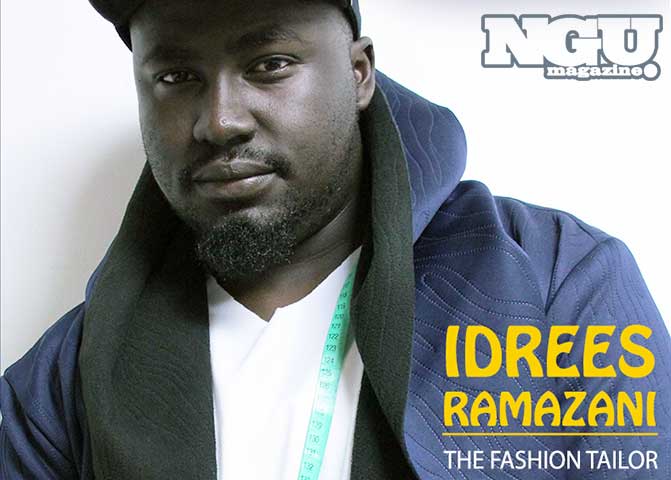 NGU.
magazine
IDREES
RAMAZANI
THE FASHION TAILOR